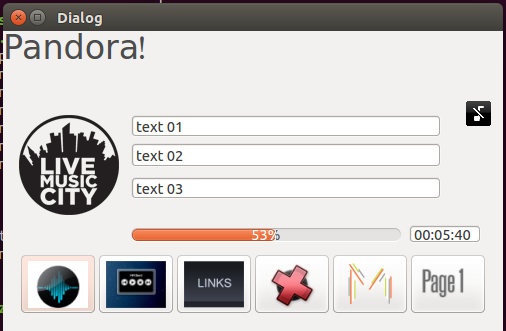 Dialog
Pandora!
LIVE
MUSIC
CITY
text 01
text 02
text 03
53%
00:05:40
LINKS
M
Page 1